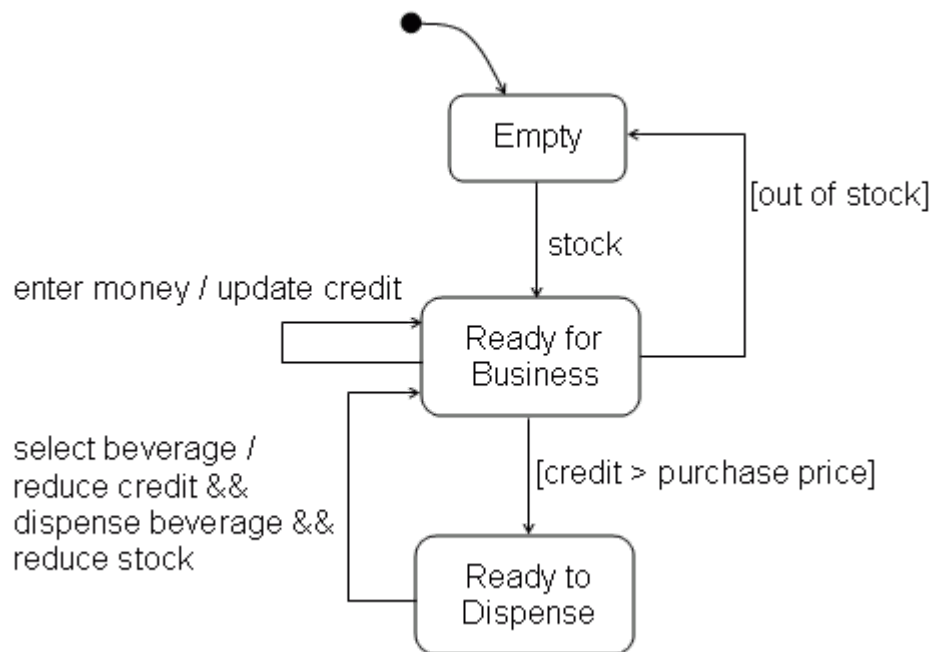 Empty
[out of stock]
stock
enter money / update credit
Ready for
Business
select beverage /
reduce credit &&
dispense beverage &&
reduce stock
[credit > purchase price]
Ready to
Dispense